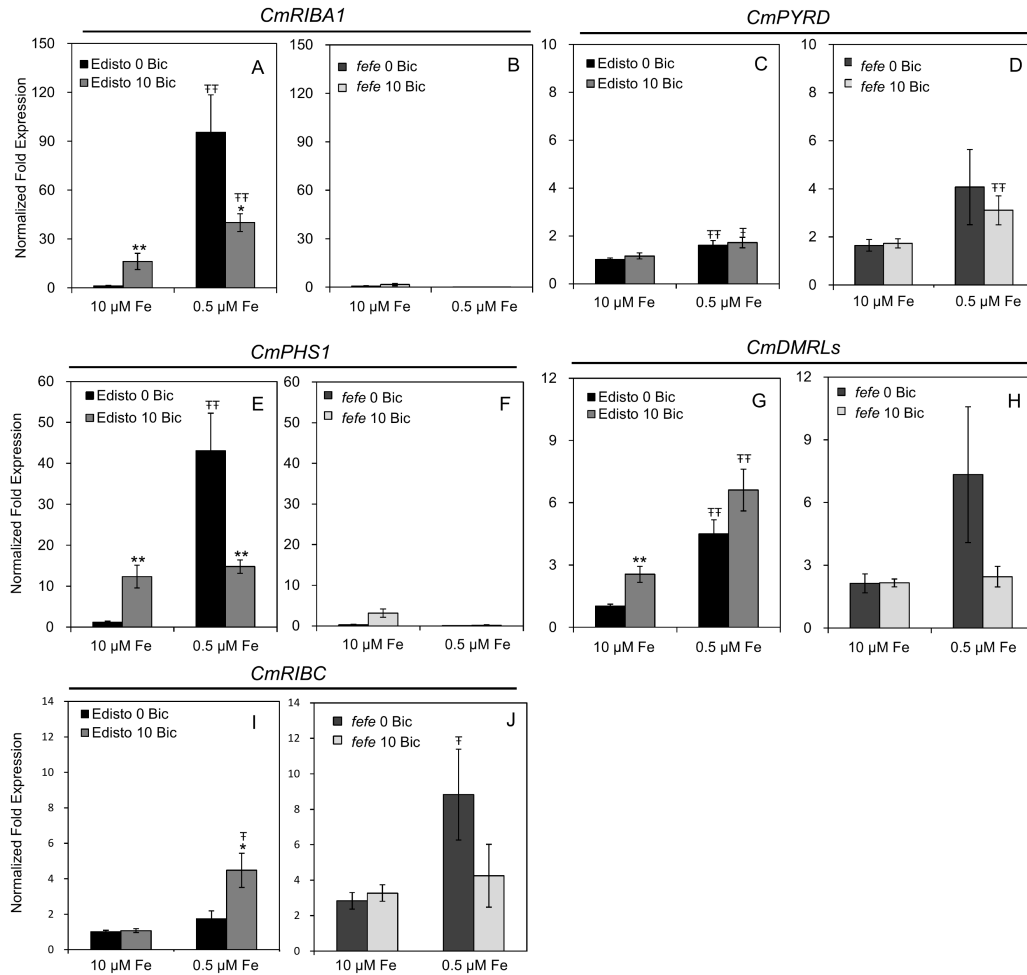 CmRIBA1
CmPYRD
Normalized Fold Expression
150
120
90
60
30
0
Edisto 0 Bic
Edisto 10 Bic
A
**
ŦŦ
ŦŦ
*
10 µM Fe
0.5 µM Fe
150
120
90
60
30
0
fefe 0 Bic
fefe 10 Bic
B
10 µM Fe
0.5 µM Fe
10
8
6
4
2
0
Edisto 0 Bic
Edisto 10 Bic
C
ŦŦ
Ŧ
10 µM Fe
0.5 µM Fe
10
8
6
4
2
0
fefe 0 Bic
fefe 10 Bic
D
ŦŦ
10 µM Fe
0.5 µM Fe
CmPHS1
CmDMRLs
Normalized Fold Expression
60
50
40
30
20
10
0
Edisto 0 Bic
Edisto 10 Bic
E
**
ŦŦ
**
10 µM Fe
0.5 µM Fe
60
50
40
30
20
10
0
fefe 0 Bic
fefe 10 Bic
F
10 µM Fe
0.5 µM Fe
12
9
6
3
0
Edisto 0 Bic
Edisto 10 Bic
G
**
ŦŦ
ŦŦ
10 µM Fe
0.5 µM Fe
12
9
6
3
0
fefe 0 Bic
fefe 10 Bic
H
10 µM Fe
0.5 µM Fe
CmRIBC
Normalized Fold Expression
14
12
10
8
6
4
2
0
Edisto 0 Bic
Edisto 10 Bic
I
Ŧ
*
10 µM Fe
0.5 µM Fe
14
12
10
8
6
4
2
0
fefe 0 Bic
fefe 10 Bic
J
Ŧ
10 µM Fe
0.5 µM Fe